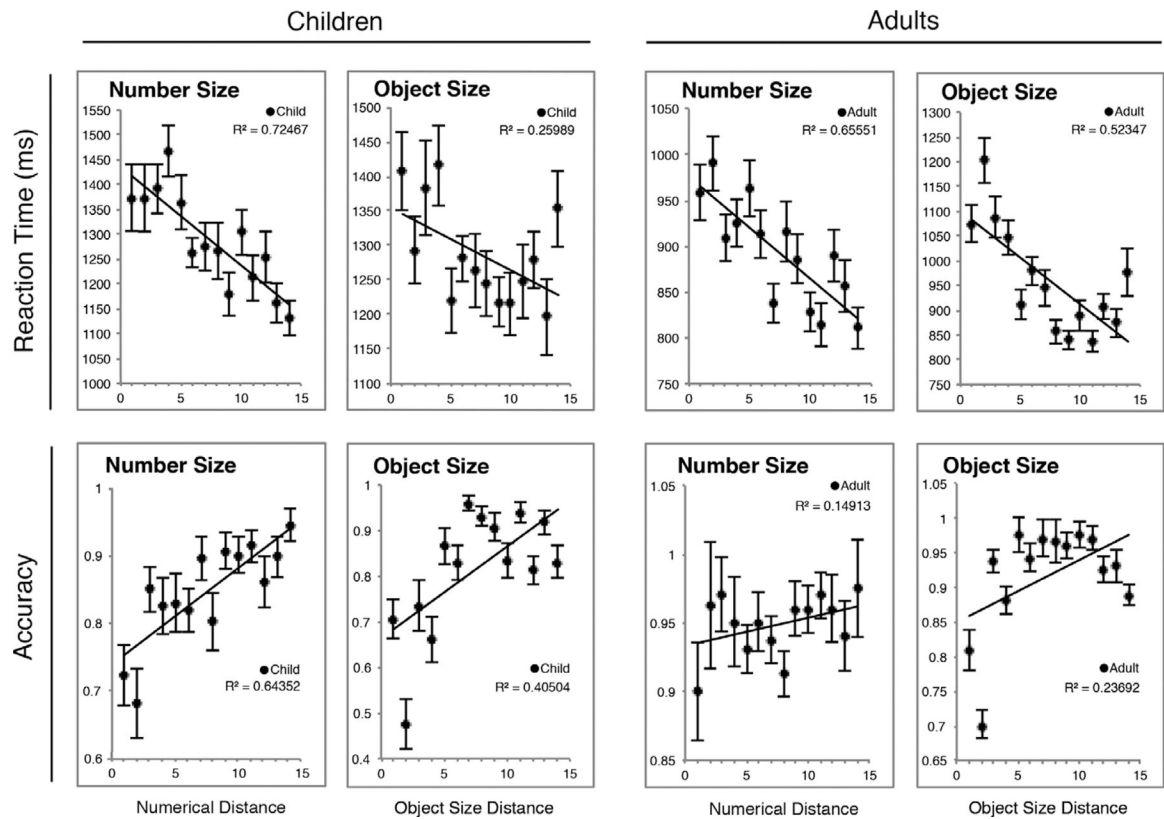 Children
Adults
Reaction Time (ms)
Number Size
Child
R² = 0.72467
1550
1500
1450
1400
1350
1300
1250
1200
1150
1100
1050
1000
0 5 10 15
Object Size
Child
R² = 0.25989
1500
1450
1400
1350
1300
1250
1200
1150
1100
0 5 10 15
Number Size
Adult
R² = 0.65551
1050
1000
950
900
850
800
750
0 5 10 15
Object Size
Adult
R² = 0.52347
1300
1250
1200
1150
1100
1050
1000
950
900
850
800
750
0 5 10 15
Accuracy
Number Size
1
0.9
0.8
0.7
0.6
Child
R² = 0.64352
0 5 10 15
Numerical Distance
Object Size
1
0.9
0.8
0.7
0.6
0.5
0.4
Child
R² = 0.40504
0 5 10 15
Object Size Distance
Number Size
Adult
R² = 0.14913
1.05
1
0.95
0.9
0.85
0 5 10 15
Numerical Distance
Object Size
1.05
1
0.95
0.9
0.85
0.8
0.75
0.7
0.65
Adult
R² = 0.23692
0 5 10 15
Object Size Distance